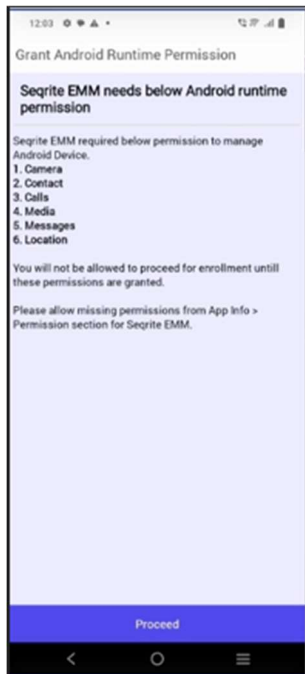 12:03
Grant Android Runtime Permission
Seqrite EMM needs below Android runtime
permission
Seqrite EMM required below permission to manage
Android Device.
1. Camera
2. Contact
3. Calls
4. Media
5. Messages
6. Location
You will not be allowed to proceed for enrollment untill
these permissions are granted.
Please allow missing permissions from App Info >
Permission section for Seqrite EMM.
Proceed